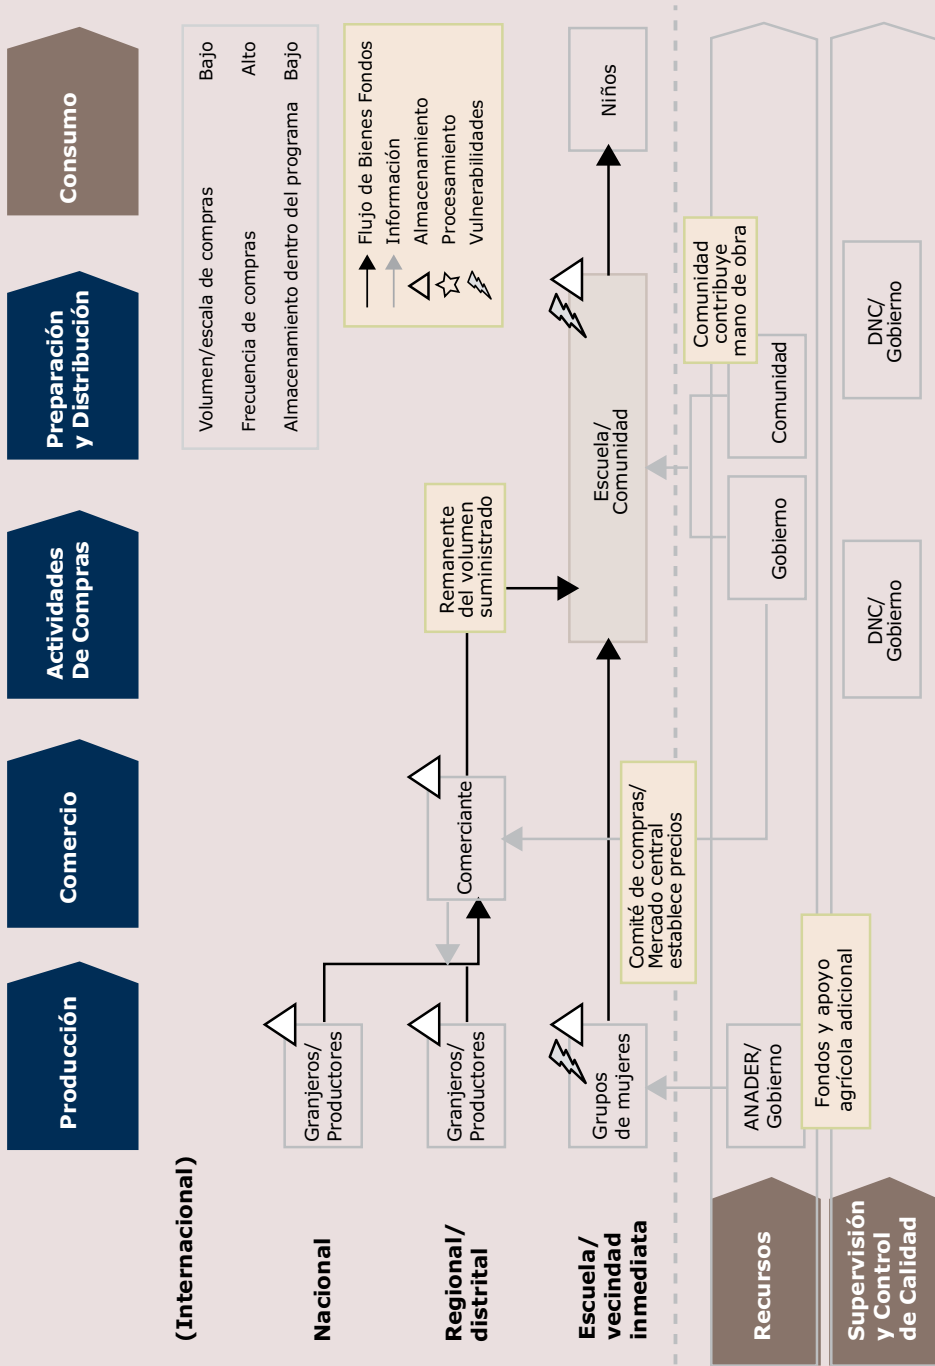 Producción
Comercio
Actividades
De Compras
Preparación
y Distribución
Consumo
(Internacional)
Volumen/escala de compras Bajo
Frecuencia de compras Alto
Almacenamiento dentro del programa Bajo
Nacional
Granjeros/
Productores
Flujo de Bienes Fondos
Información
Almacenamiento
Procesamiento
Vulnerabilidades
Regional/
distrital
Granjeros/
Productores
Comerciante
Remanente
del volumen
suministrado
Escuela/
vecindad
inmediata
Grupos
de mujeres
Escuela/
Comunidad
Niños
Comité de compras/
Mercado central
establece precios
Comunidad
contribuye
mano de obra
Recursos
ANADER/
Gobierno
Gobierno
Comunidad
Fondos y apoyo
agrícola adicional
Supervisión
y Control
de Calidad
DNC/
Gobierno
DNC/
Gobierno